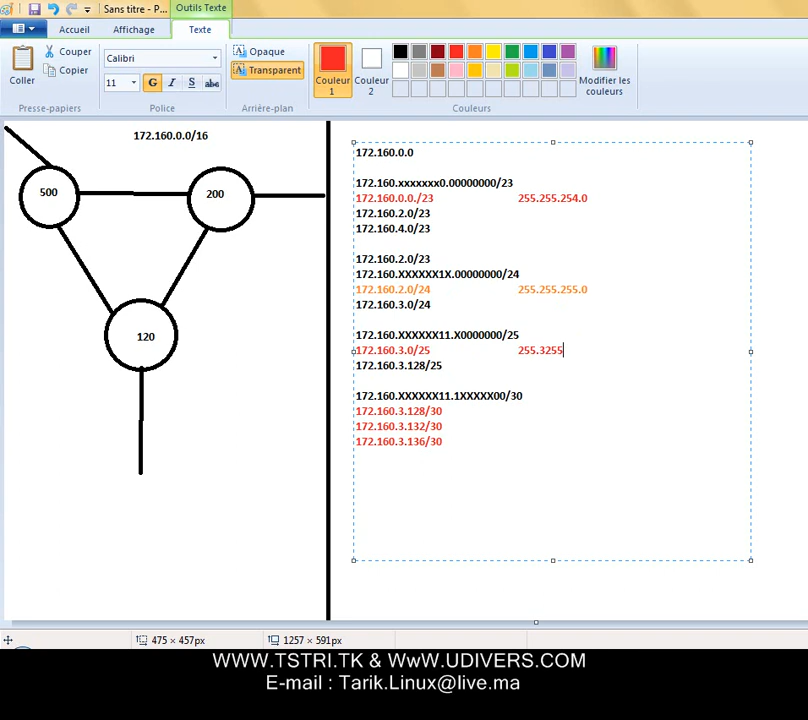 Sans titre - P...
Outils Texte
Accueil
Affichage
Texte
Coller
Couper
Copier
Presse-papiers
Calibri
11
G I S abc
Police
Opaque
Transparent
Arrière-plan
Couleur 1
Couleur 2
Couleurs
Modifier les couleurs
172.160.0.0/16
500
200
120
172.160.0.0
172.160.xxxxxxx0.00000000/23
172.160.0.0./23 255.255.254.0
172.160.2.0/23
172.160.4.0/23
172.160.2.0/23
172.160.XXXXXX1X.00000000/24
172.160.2.0/24 255.255.255.0
172.160.3.0/24
172.160.XXXXXX11.X0000000/25
172.160.3.0/25 255.3255
172.160.3.128/25
172.160.XXXXXX11.1XXXXX00/30
172.160.3.128/30
172.160.3.132/30
172.160.3.136/30
475 × 457px
1257 × 591px
WWW.TSTRI.TK & WwW.UDIVERS.COM
E-mail : Tarik.Linux@live.ma